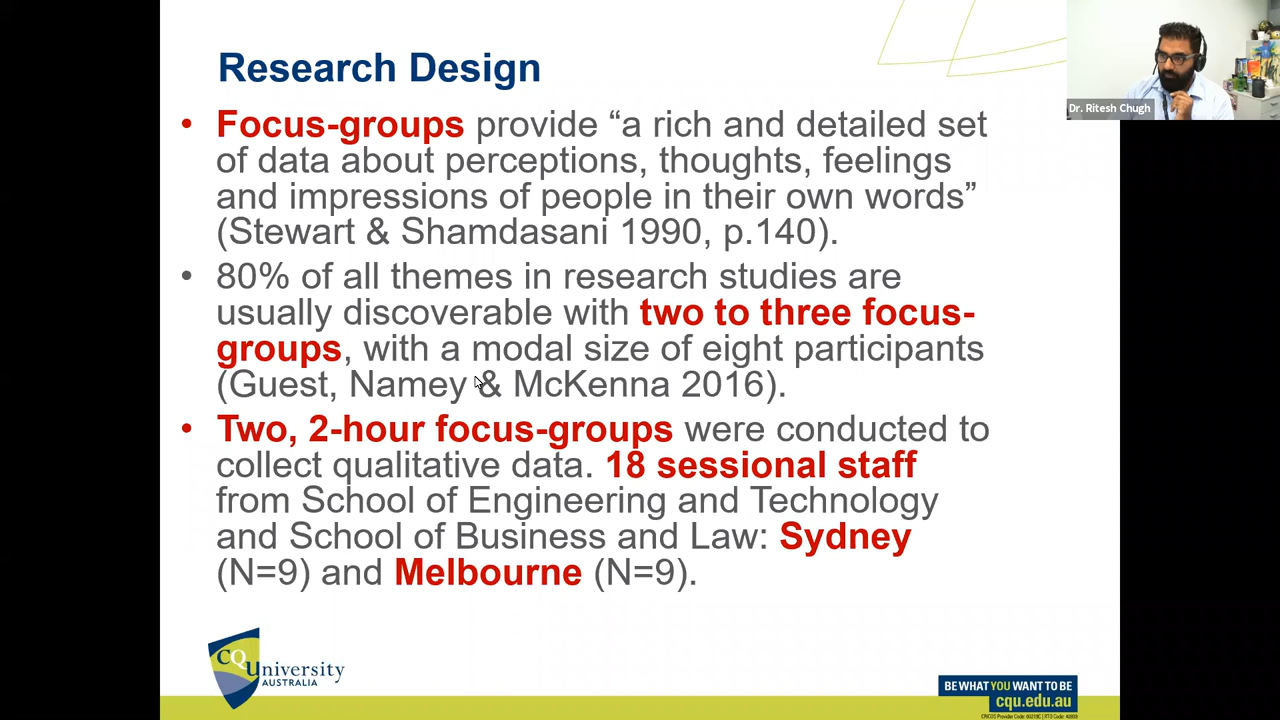 Research Design
Dr. Ritesh Chugh
• Focus-groups provide “a rich and detailed set
of data about perceptions, thoughts, feelings
and impressions of people in their own words”
(Stewart & Shamdasani 1990, p.140).
• 80% of all themes in research studies are
usually discoverable with two to three focus-
groups, with a modal size of eight participants
(Guest, Namey & McKenna 2016).
• Two, 2-hour focus-groups were conducted to
collect qualitative data. 18 sessional staff
from School of Engineering and Technology
and School of Business and Law: Sydney
(N=9) and Melbourne (N=9).
CQUniversity
AUSTRALIA
BE WHAT YOU WANT TO BE
cqu.edu.au